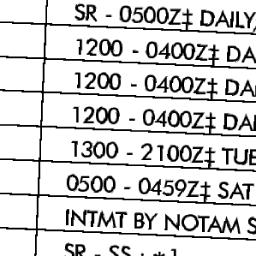 SR - 0500Z‡ DAILY
1200 - 0400Z‡ DA
1200 - 0400Z‡ DA
1200 - 0400Z‡ DA
1300 - 2100Z‡ TUE
0500 - 0459Z‡ SAT
INTMT BY NOTAM S
SR - SS